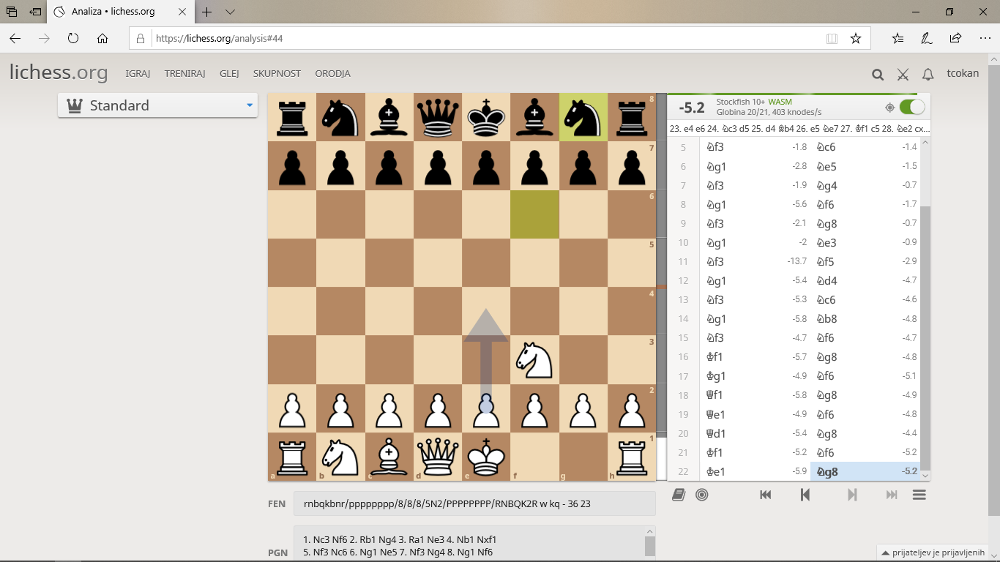 Analiza • lichess.org
https://lichess.org/analysis#44
lichess.org IGRAJ TRENIRAJ GLEJ SKUPNOST ORODJA tcokan
Standard
-5.2 Stockfish 10+ WASM
Globina 20/21, 403 knodes/s
23. e4 e6 24. ♘c3 d5 25. d4 ♗b4 26. e5 ♘e7 27. ♔f1 c5 28. ♘e2 cx...
5 ♘f3 -1.8 ♘c6 -1.4
6 ♘g1 -2.8 ♘e5 -1.5
7 ♘f3 -1.9 ♘g4 -0.7
8 ♘g1 -5.6 ♘f6 -1.7
9 ♘f3 -2.1 ♘g8 -0.7
10 ♘g1 -2 ♘e3 -0.9
11 ♘f3 -13.7 ♘f5 -2.9
12 ♘g1 -5.4 ♘d4 -4.7
13 ♘f3 -5.3 ♘c6 -4.6
14 ♘g1 -5.8 ♘b8 -4.8
15 ♘f3 -4.7 ♘f6 -4.7
16 ♔f1 -5.7 ♘g8 -4.8
17 ♔g1 -4.9 ♘f6 -5.1
18 ♕f1 -5.8 ♘g8 -4.9
19 ♕e1 -4.9 ♘f6 -4.8
20 ♕d1 -5.4 ♘g8 -4.4
21 ♔f1 -5.2 ♘f6 -5.2
22 ♔e1 -5.9 ♘g8 -5.2
8
7
6
5
4
3
2
1
a b c d e f g h
FEN rnbqkbnr/pppppppp/8/8/8/5N2/PPPPPPPP/RNBQK2R w kq - 36 23
PGN 1. Nc3 Nf6 2. Rb1 Ng4 3. Ra1 Ne3 4. Nb1 Nxf1
5. Nf3 Nc6 6. Ng1 Ne5 7. Nf3 Ng4 8. Ng1 Nf6
prijateljev je prijavljenih